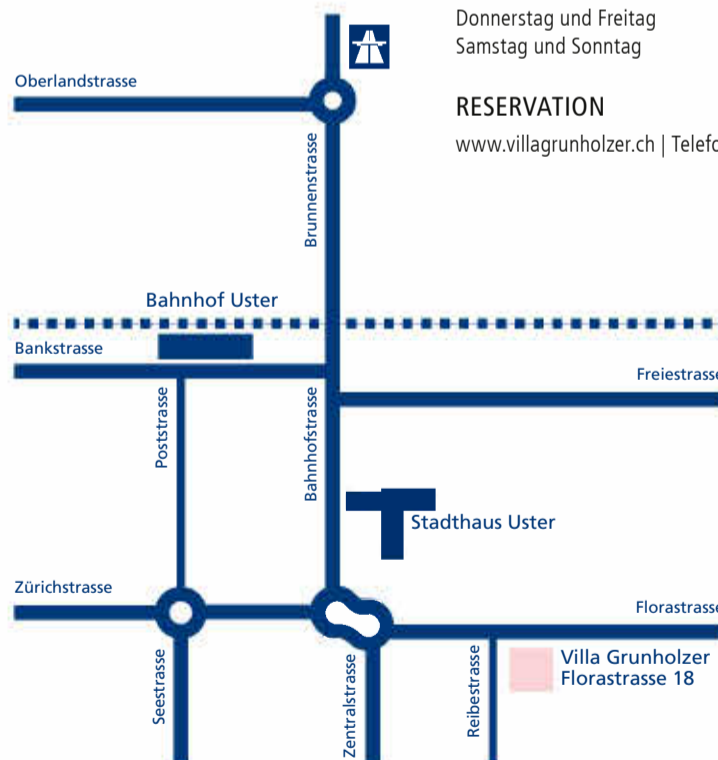 Donnerstag und Freitag
Samstag und Sonntag
RESERVATION
www.villagrunholzer.ch | Telefo
Oberlandstrasse
Brunnenstrasse
Bahnhof Uster
Bankstrasse
Freiestrasse
Poststrasse
Bahnhofstrasse
Stadthaus Uster
Zürichstrasse
Florastrasse
Seestrasse
Zentralstrasse
Reibestrasse
Villa Grunholzer
Florastrasse 18